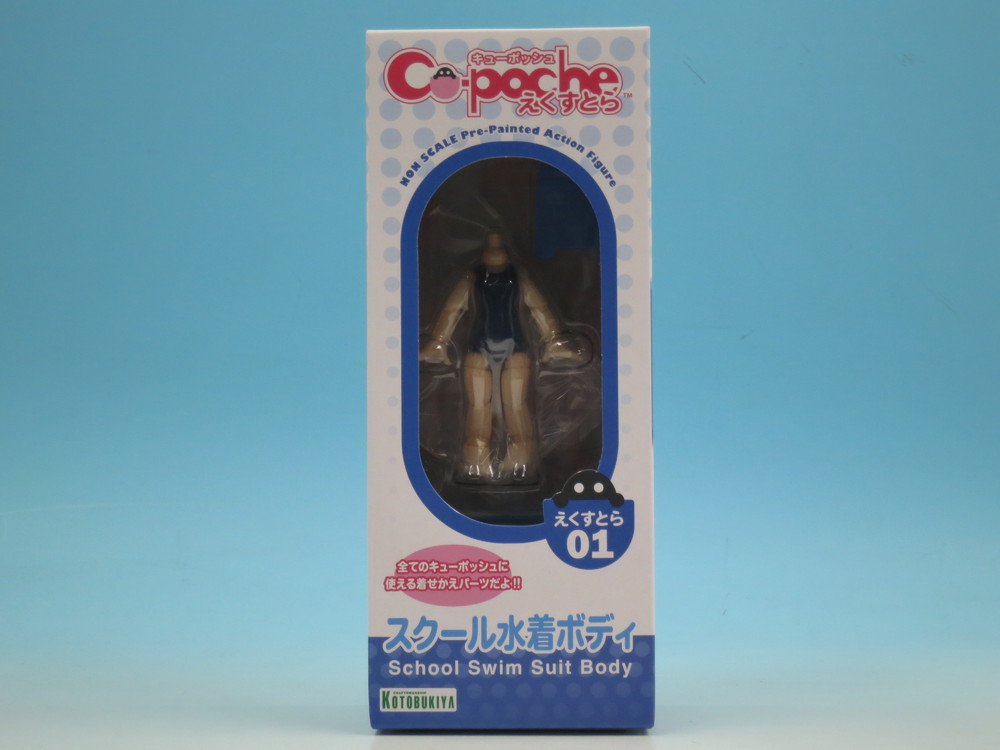 キューポッシュ
Cu-poche
えくすとら™
NON SCALE Pre-Painted Action Figure
えくすとら
01
全てのキューポッシュに
使える着せかえパーツだよ!!
スクール水着ボディ
School Swim Suit Body
KOTOBUKIYA